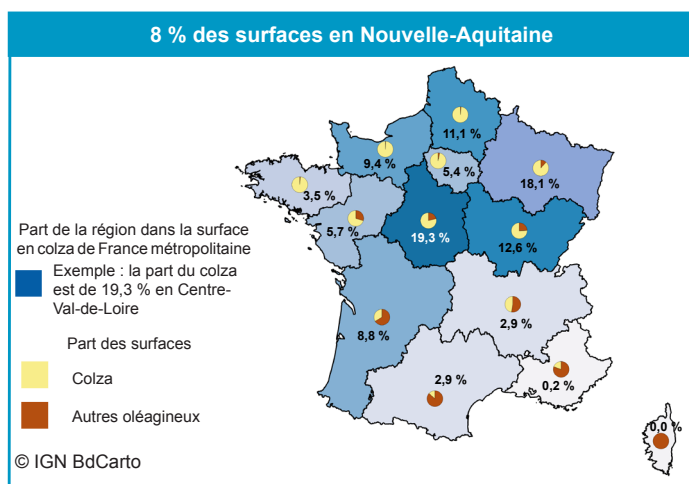 8 % des surfaces en Nouvelle-Aquitaine
11,1 %
9,4 %
5,4 %
18,1 %
3,5 %
5,7 %
19,3 %
12,6 %
8,8 %
2,9 %
2,9 %
0,2 %
0,0 %
Part de la région dans la surface
en colza de France métropolitaine
Exemple : la part du colza
est de 19,3 % en Centre-
Val-de-Loire
Part des surfaces
Colza
Autres oléagineux
© IGN BdCarto